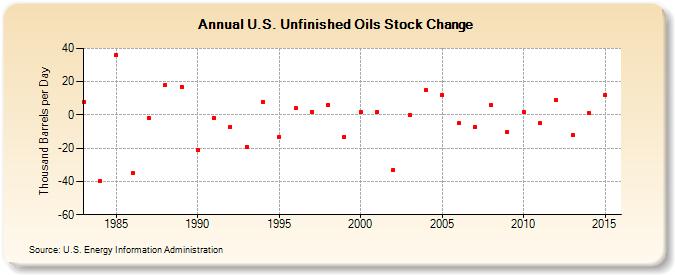 Annual U.S. Unfinished Oils Stock Change
Thousand Barrels per Day
40
20
0
-20
-40
-60
1985 1990 1995 2000 2005 2010 2015
Source: U.S. Energy Information Administration